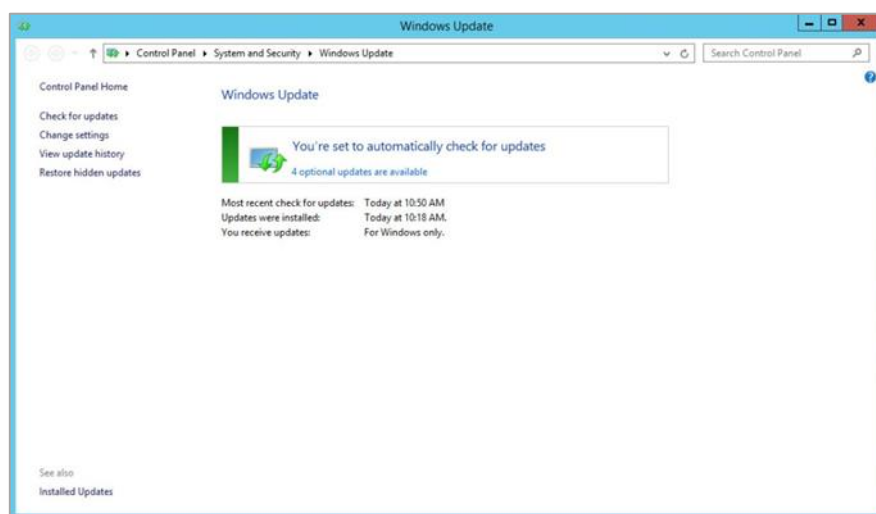 Windows Update
Control Panel ▸ System and Security ▸ Windows Update
Search Control Panel
Control Panel Home
Check for updates
Change settings
View update history
Restore hidden updates
Windows Update
You're set to automatically check for updates
4 optional updates are available
Most recent check for updates: Today at 10:50 AM
Updates were installed: Today at 10:18 AM.
You receive updates: For Windows only.
See also
Installed Updates